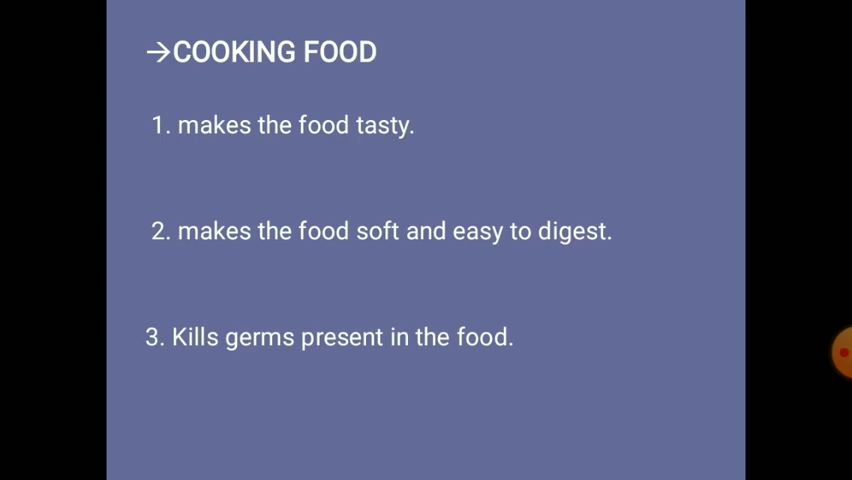 →COOKING FOOD
1. makes the food tasty.
2. makes the food soft and easy to digest.
3. Kills germs present in the food.